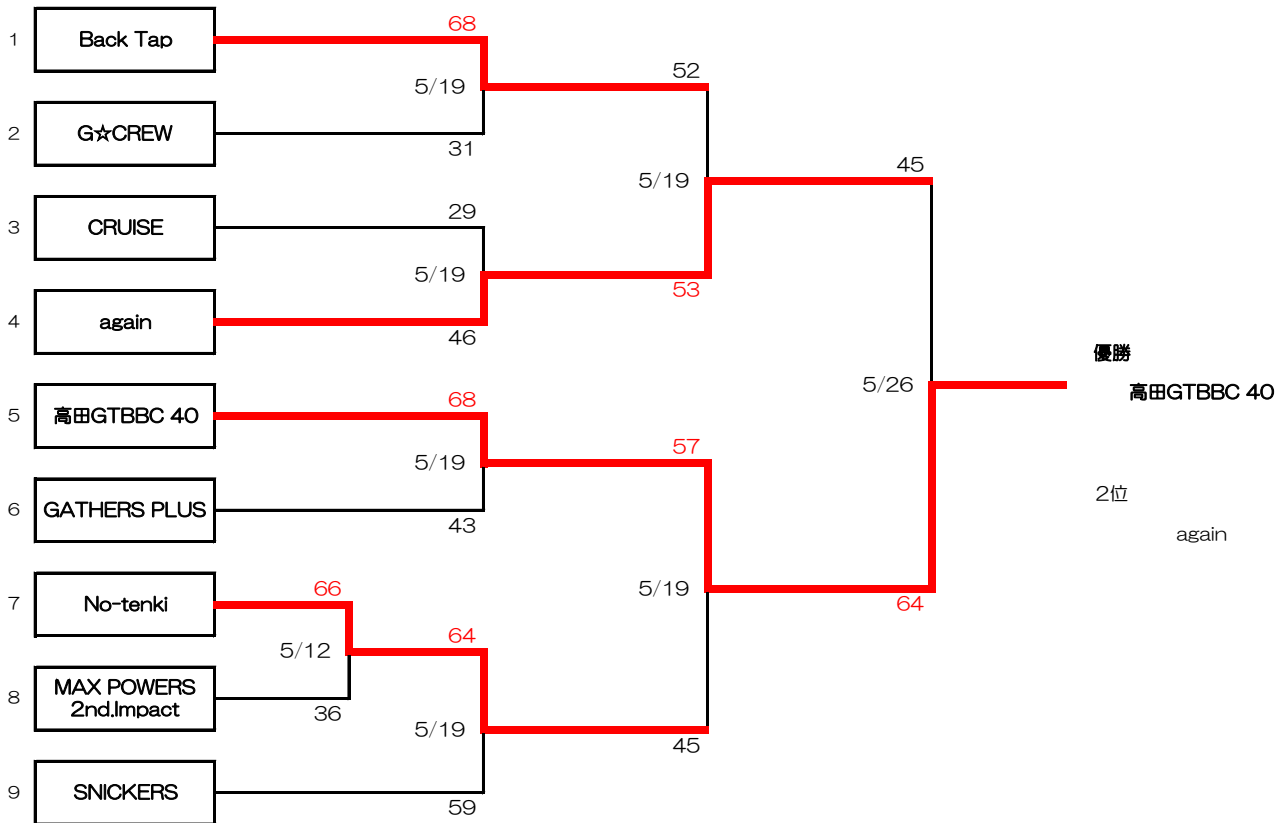 68
1
Back Tap
52
5/19
2
G☆CREW
31
45
5/19
29
3
CRUISE
5/19
53
4
again
46
優勝
5/26
高田GTBBC 40
68
5
高田GTBBC 40
57
5/19
2位
6
GATHERS PLUS
43
again
66
5/19
7
No-tenki
64
64
5/12
MAX POWERS
8
2nd.Impact
36
5/19
45
9
SNICKERS
59